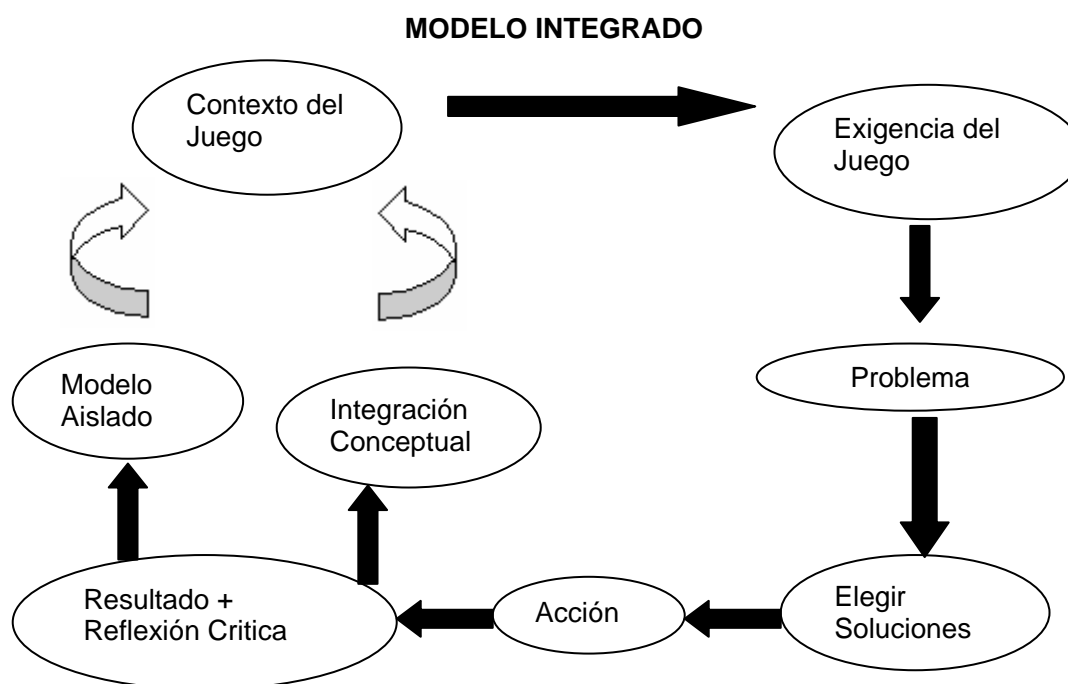 MODELO INTEGRADO
Contexto del
Juego
Exigencia del
Juego
Modelo
Aislado
Integración
Conceptual
Problema
Resultado +
Reflexión Critica
Acción
Elegir
Soluciones